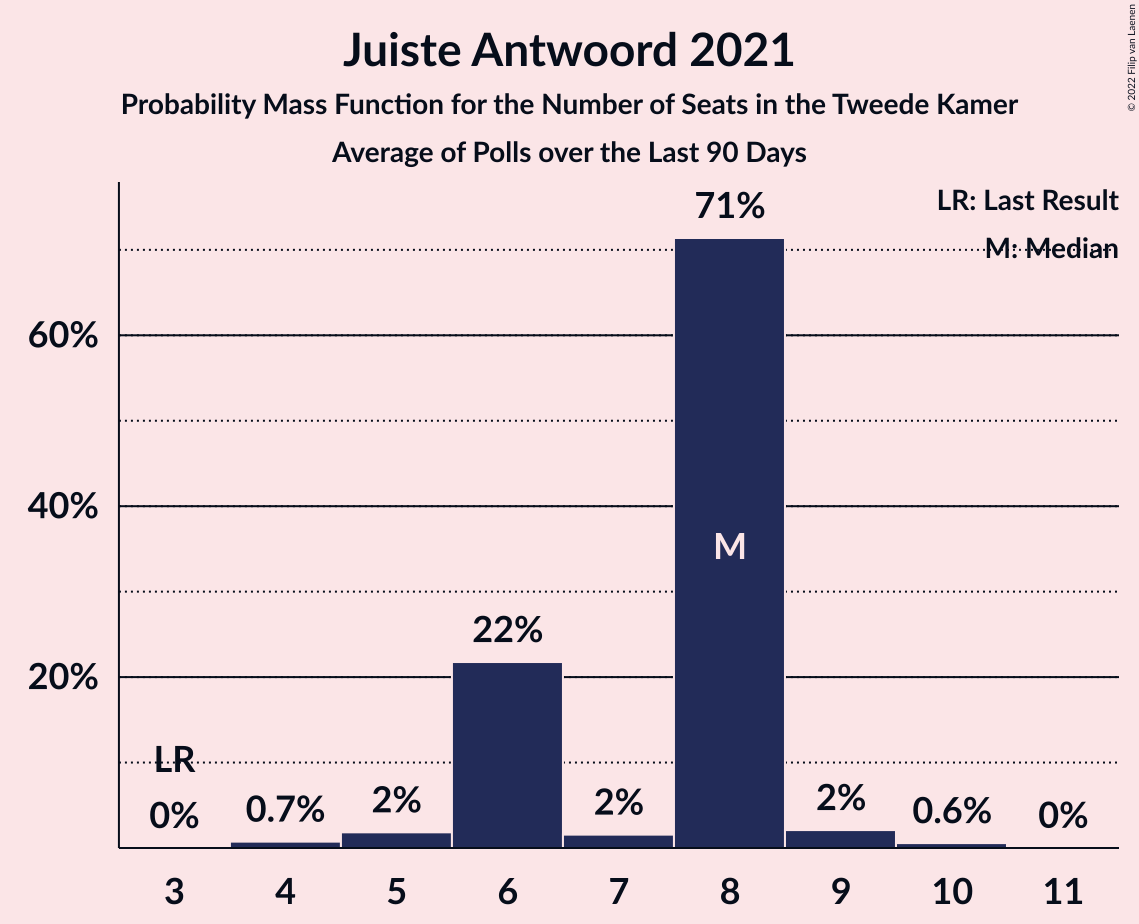 Juiste Antwoord 2021
Probability Mass Function for the Number of Seats in the Tweede Kamer
Average of Polls over the Last 90 Days
© 2022 Filip van Laenen
LR: Last Result
M: Median
60%
40%
20%
LR
0%
0.7%
2%
22%
2%
71%
M
2%
0.6%
0%
3 4 5 6 7 8 9 10 11